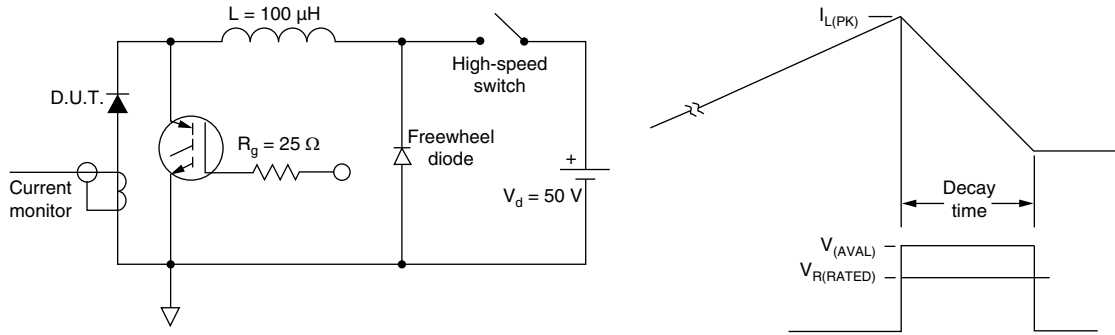 L = 100 µH
D.U.T.
High-speed
switch
R_g = 25 Ω
Freewheel
diode
Current
monitor
+
V_d = 50 V
I_L(PK)
Decay
time
V_(AVAL)
V_R(RATED)